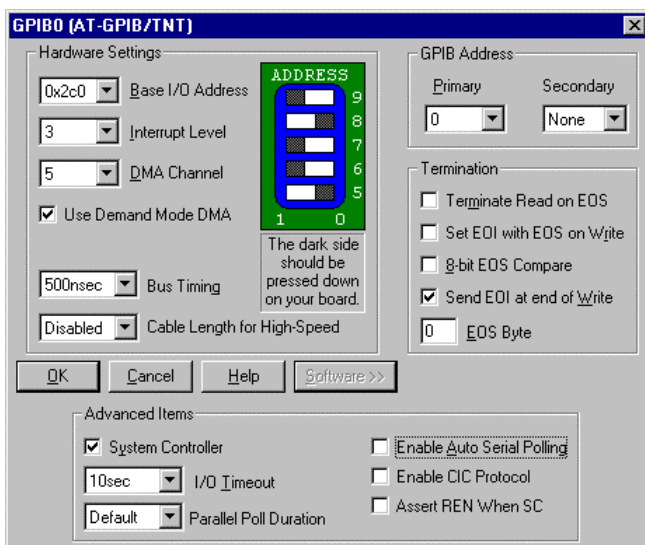 GPIB0 (AT-GPIB/TNT)
Hardware Settings
0x2c0 Base I/O Address
3 Interrupt Level
5 DMA Channel
Use Demand Mode DMA
500nsec Bus Timing
Disabled Cable Length for High-Speed
ADDRESS
9
8
7
6
5
1 0
The dark side
should be
pressed down
on your board.
GPIB Address
Primary Secondary
0 None
Termination
Terminate Read on EOS
Set EOI with EOS on Write
8-bit EOS Compare
Send EOI at end of Write
0 EOS Byte
OK Cancel Help Software >>
Advanced Items
System Controller
10sec I/O Timeout
Default Parallel Poll Duration
Enable Auto Serial Polling
Enable CIC Protocol
Assert REN When SC